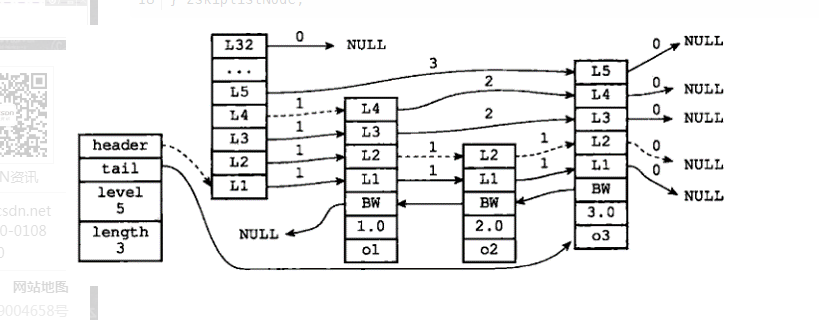 18 } zskiplistNode;
header
tail
level
5
length
3
L32
...
L5
L4
L3
L2
L1
0
NULL
3
1
1
1
1
L4
L3
L2
L1
BW
1.0
o1
NULL
2
2
1
1
L2
L1
BW
2.0
o2
1
1
L5
L4
L3
L2
L1
BW
3.0
o3
0
NULL
0
NULL
0
NULL
0
NULL
0
NULL
N资讯
sdn.net
0-0108
网站地图
9004658号